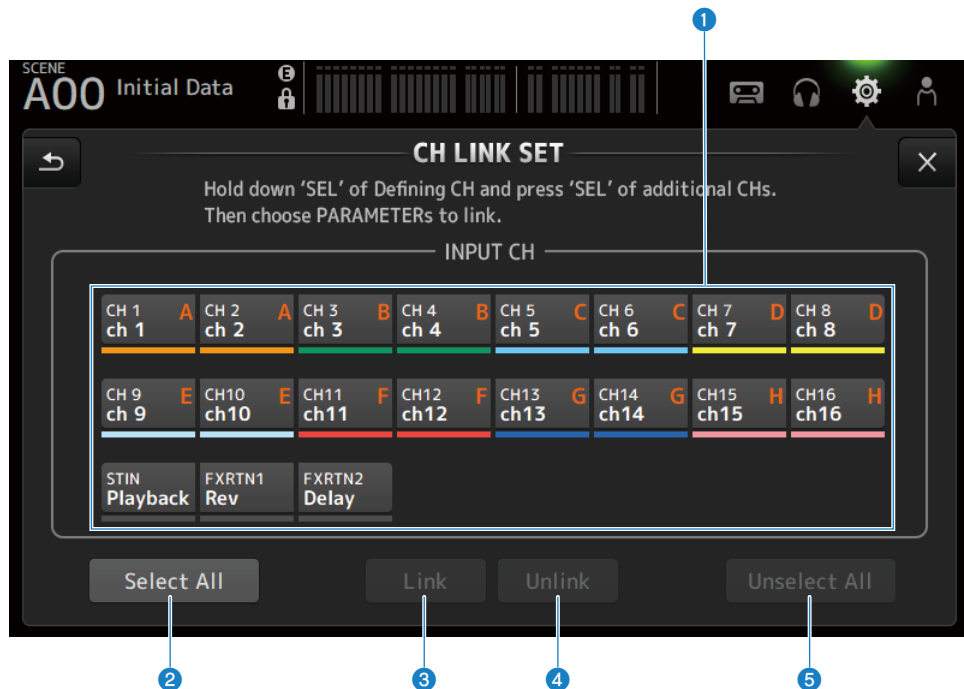 1
SCENE
A00 Initial Data E
CH LINK SET
Hold down ‘SEL’ of Defining CH and press ‘SEL’ of additional CHs.
Then choose PARAMETERs to link.
INPUT CH
CH 1 A CH 2 A CH 3 B CH 4 B CH 5 C CH 6 C CH 7 D CH 8 D
ch 1 ch 2 ch 3 ch 4 ch 5 ch 6 ch 7 ch 8
CH 9 E CH10 E CH11 F CH12 F CH13 G CH14 G CH15 H CH16 H
ch 9 ch10 ch11 ch12 ch13 ch14 ch15 ch16
STIN FXRTN1 FXRTN2
Playback Rev Delay
Select All Link Unlink Unselect All
2 3 4 5